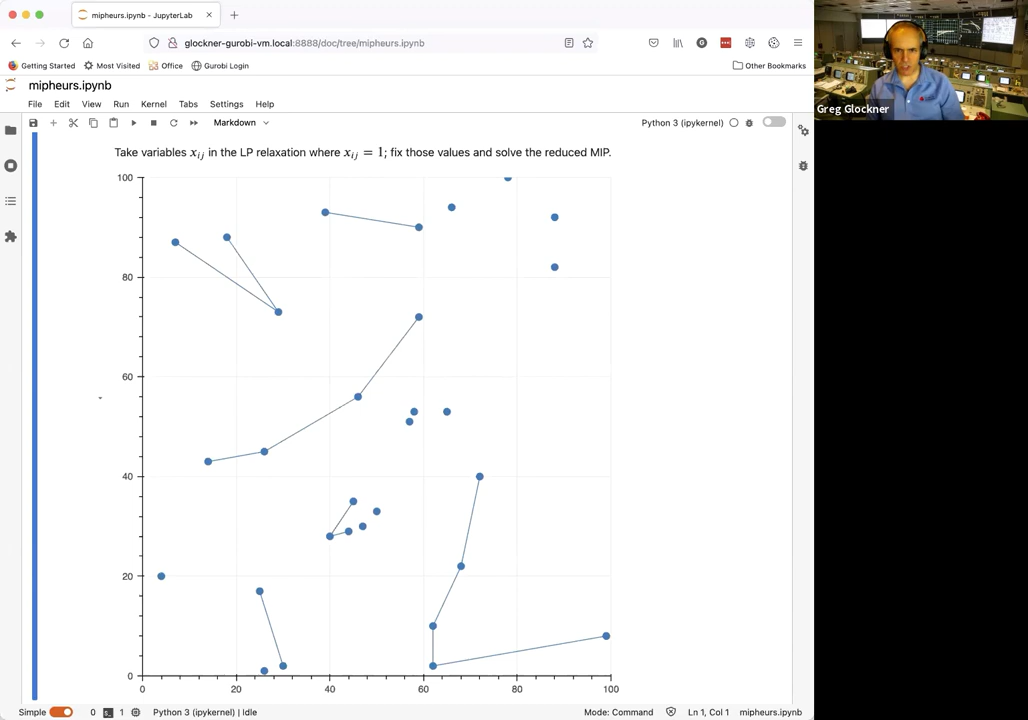 mipheurs.ipynb - JupyterLab
glockner-gurobi-vm.local:8888/doc/tree/mipheurs.ipynb
Getting Started Most Visited Office Gurobi Login Other Bookmarks
mipheurs.ipynb
File Edit View Run Kernel Tabs Settings Help
Markdown Python 3 (ipykernel)
Take variables x_ij in the LP relaxation where x_ij = 1; fix those values and solve the reduced MIP.
100
80
60
40
20
0
0 20 40 60 80 100
Simple 0 1 Python 3 (ipykernel) | Idle Mode: Command Ln 1, Col 1 mipheurs.ipynb
Greg Glockner